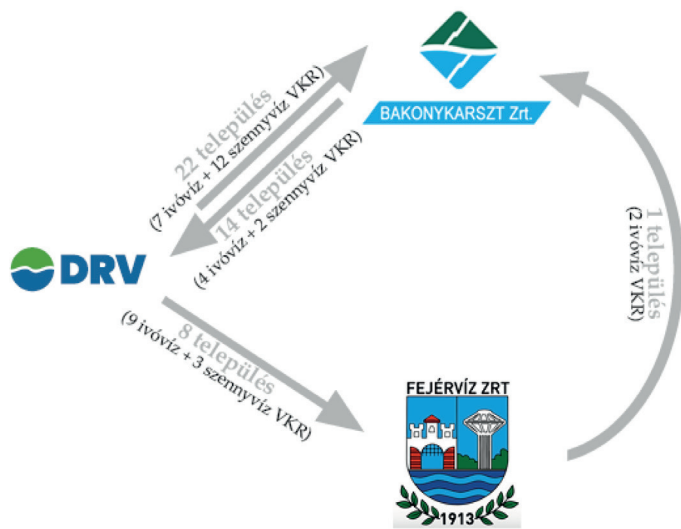 BAKONYKARSZT Zrt.
22 település
(7 ivóvíz + 12 szennyvíz VKR)
14 település
(4 ivóvíz + 2 szennyvíz VKR)
1 település
(2 ivóvíz VKR)
DRV
8 település
(9 ivóvíz + 3 szennyvíz VKR)
FEJÉRVÍZ ZRT
1913